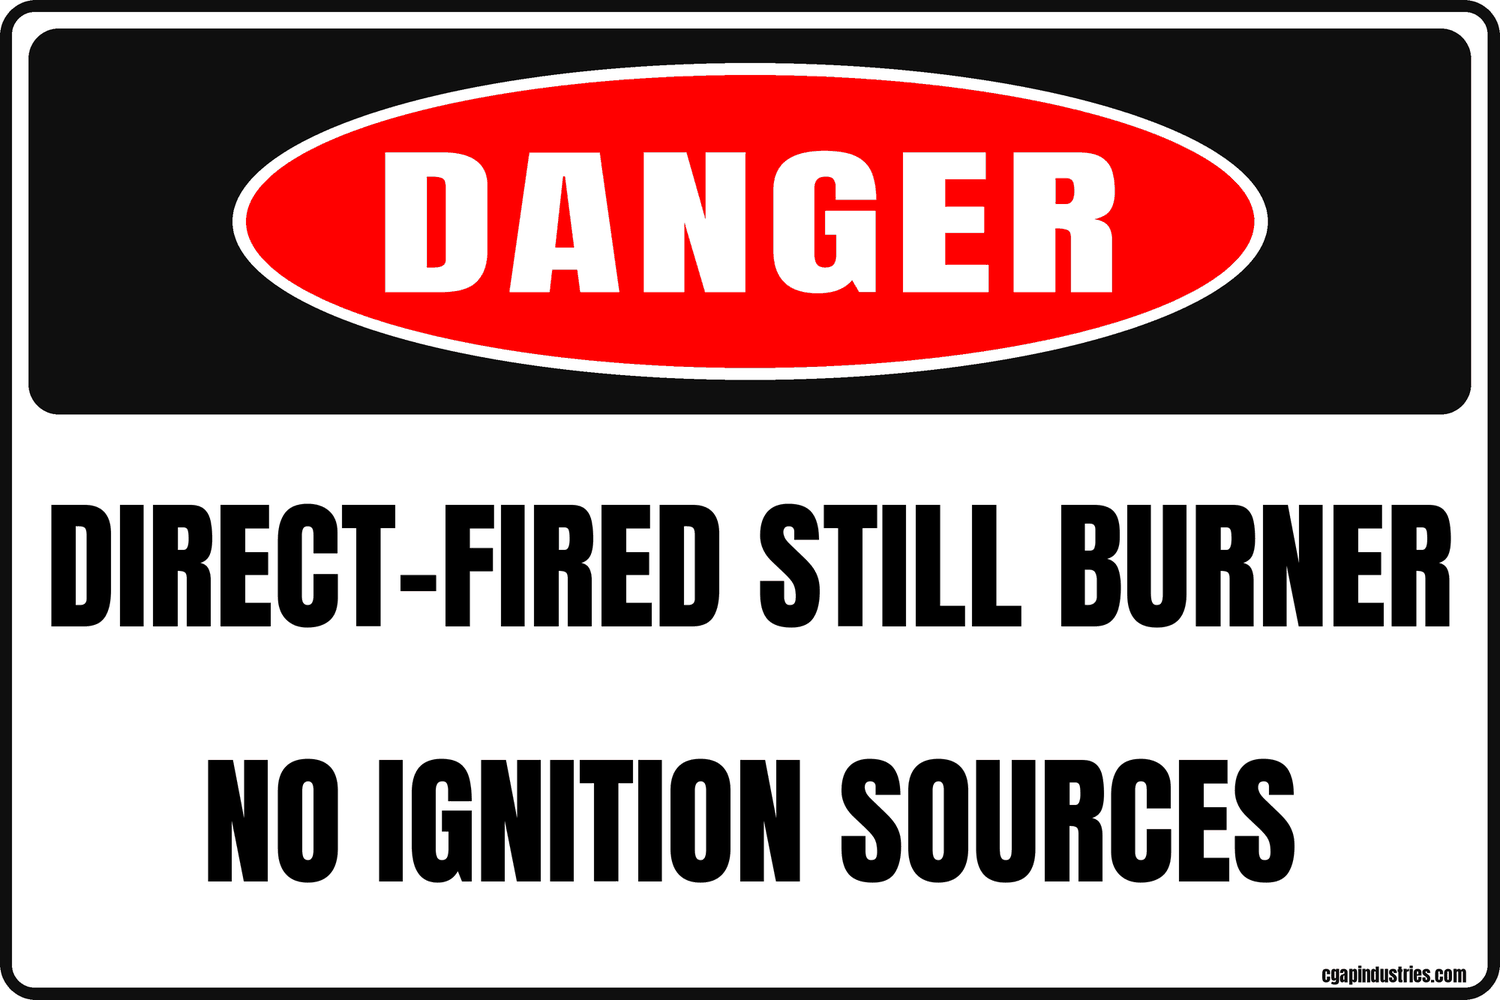 DANGER
DIRECT-FIRED STILL BURNER
NO IGNITION SOURCES
cgapindustries.com